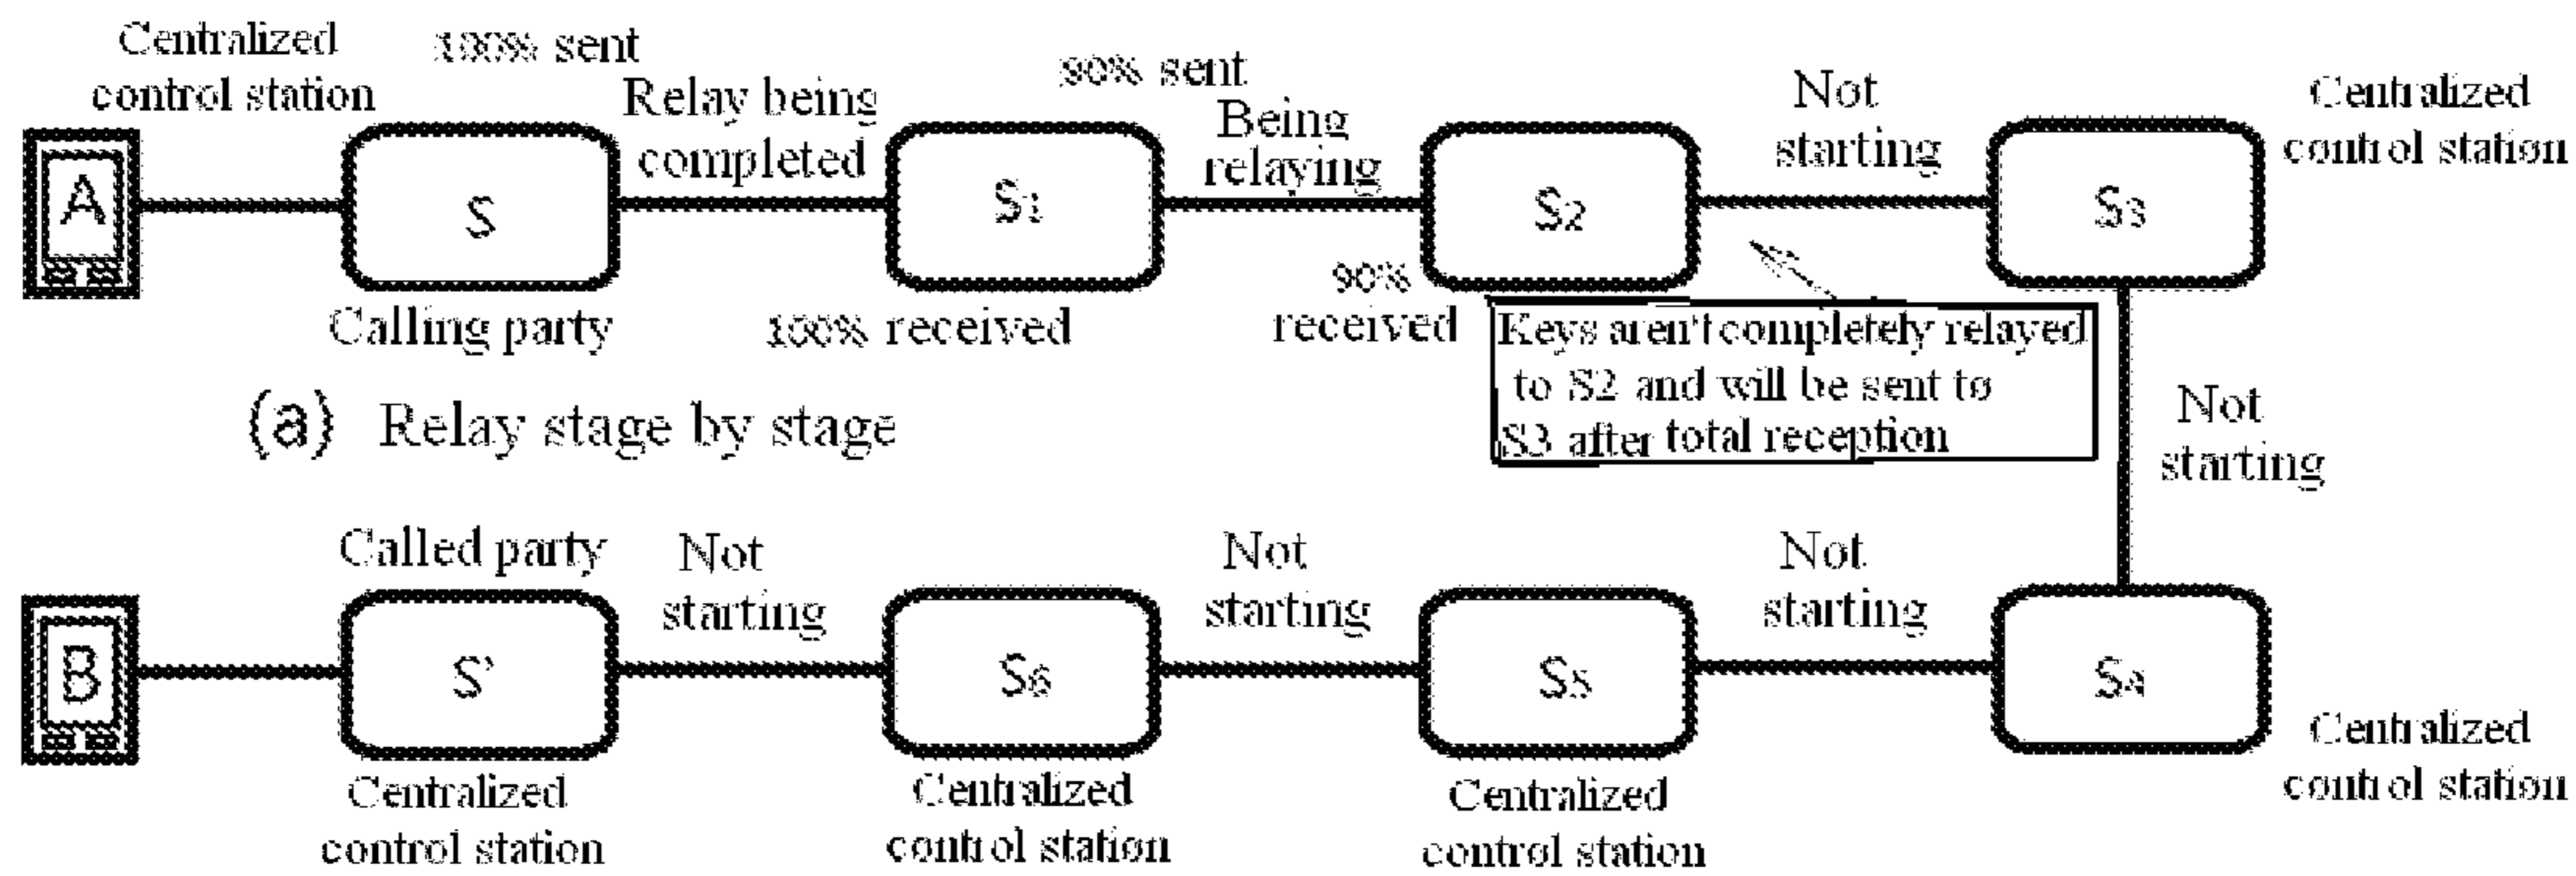 Centralized
control station
100% sent
Relay being
completed
90% sent
Being
relaying
Not
starting
Centralized
control station
A
S
S1
S2
S3
Calling party
100% received
90%
received
Keys aren't completely relayed
to S2 and will be sent to
S3 after total reception
(a) Relay stage by stage
Not
starting
Called party
Not
starting
Not
starting
Not
starting
B
S'
S6
S5
S4
Centralized
control station
Centralized
control station
Centralized
control station
Centralized
control station